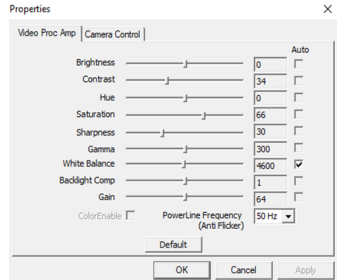 Properties
Video Proc Amp Camera Control
Auto
Brightness 0
Contrast 34
Hue 0
Saturation 66
Sharpness 30
Gamma 300
White Balance 4600
Backlight Comp 1
Gain 64
ColorEnable PowerLine Frequency 50 Hz
(Anti Flicker)
Default
OK Cancel Apply